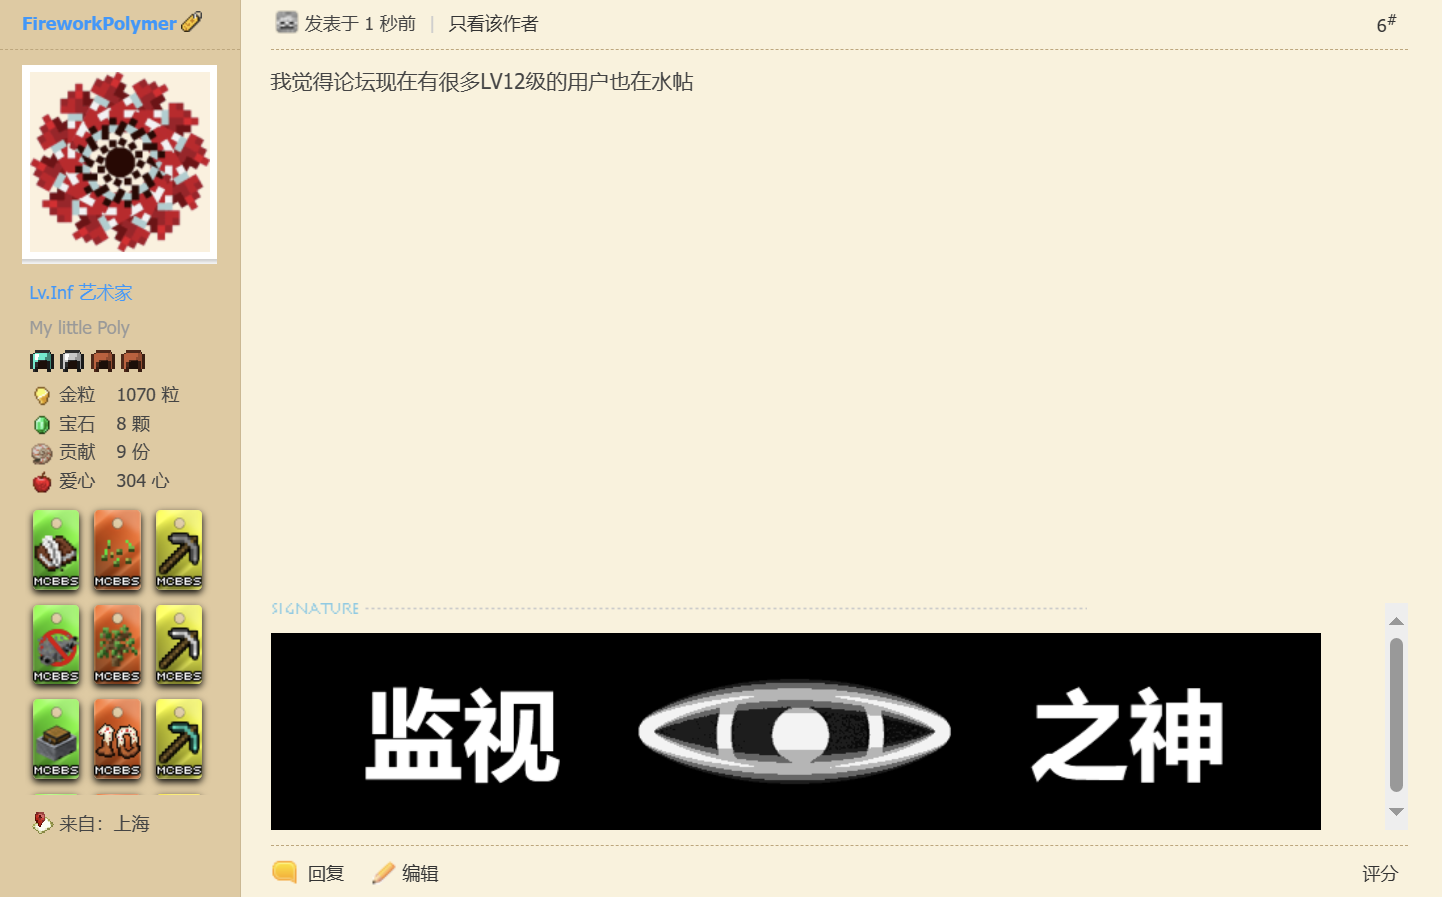 FireworkPolymer
发表于 1 秒前 | 只看该作者
6#
我觉得论坛现在有很多LV12级的用户也在水帖
Lv.Inf 艺术家
My little Poly
金粒 1070 粒
宝石 8 颗
贡献 9 份
爱心 304 心
MCBBS MCBBS MCBBS
MCBBS MCBBS MCBBS
10
MCBBS MCBBS MCBBS
来自: 上海
SIGNATURE
监视 之神
回复 编辑
评分